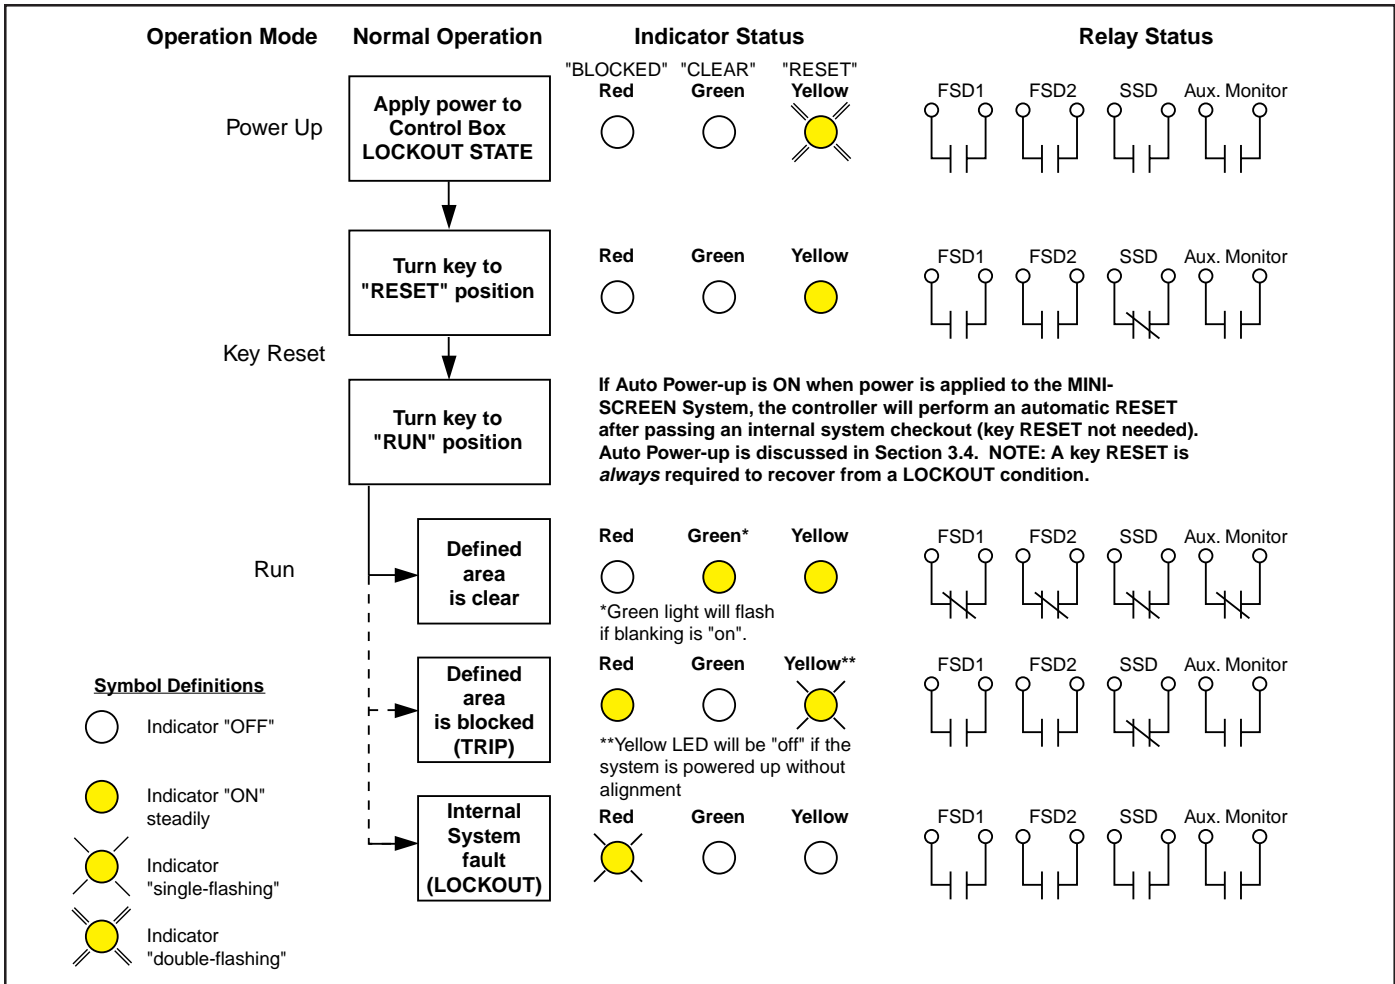 Operation Mode Normal Operation Indicator Status Relay Status
"BLOCKED" "CLEAR" "RESET"
Red Green Yellow
FSD1 FSD2 SSD Aux. Monitor
Power Up
Apply power to
Control Box
LOCKOUT STATE
Turn key to
"RESET" position
Red Green Yellow
FSD1 FSD2 SSD Aux. Monitor
Key Reset
Turn key to
"RUN" position
If Auto Power-up is ON when power is applied to the MINI-
SCREEN System, the controller will perform an automatic RESET
after passing an internal system checkout (key RESET not needed).
Auto Power-up is discussed in Section 3.4. NOTE: A key RESET is
always required to recover from a LOCKOUT condition.
Run
Defined
area
is clear
Red Green* Yellow
FSD1 FSD2 SSD Aux. Monitor
*Green light will flash
if blanking is "on".
Defined
area
is blocked
(TRIP)
Red Green Yellow**
FSD1 FSD2 SSD Aux. Monitor
**Yellow LED will be "off" if the
system is powered up without
alignment
Internal
System
fault
(LOCKOUT)
Red Green Yellow
FSD1 FSD2 SSD Aux. Monitor
Symbol Definitions
Indicator "OFF"
Indicator "ON"
steadily
Indicator
"single-flashing"
Indicator
"double-flashing"